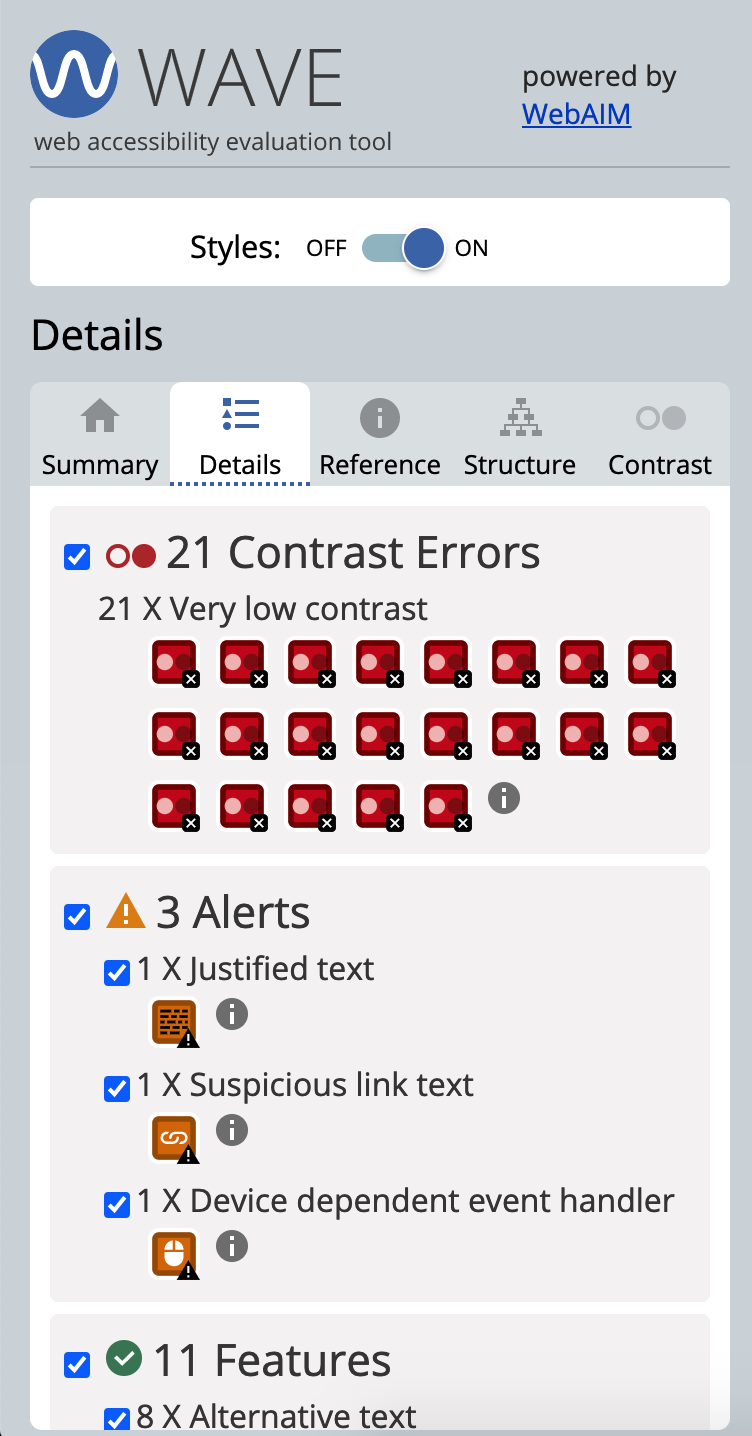 WAVE
powered by
WebAIM
web accessibility evaluation tool
Styles: OFF ON
Details
Summary Details Reference Structure Contrast
21 Contrast Errors
21 X Very low contrast
3 Alerts
1 X Justified text
1 X Suspicious link text
1 X Device dependent event handler
11 Features
8 X Alternative text